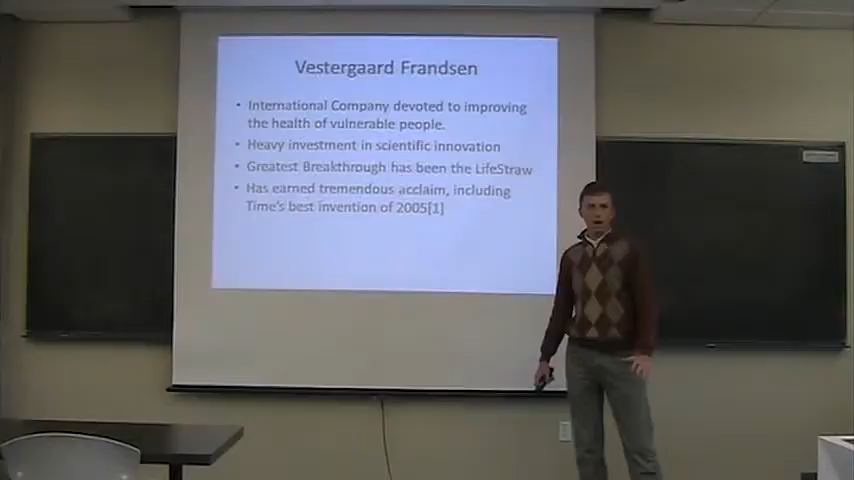 Vestergaard Frandsen
• International Company devoted to improving
the health of vulnerable people.
• Heavy investment in scientific innovation
• Greatest Breakthrough has been the LifeStraw
• Has earned tremendous acclaim, including
Time's best invention of 2005[1]